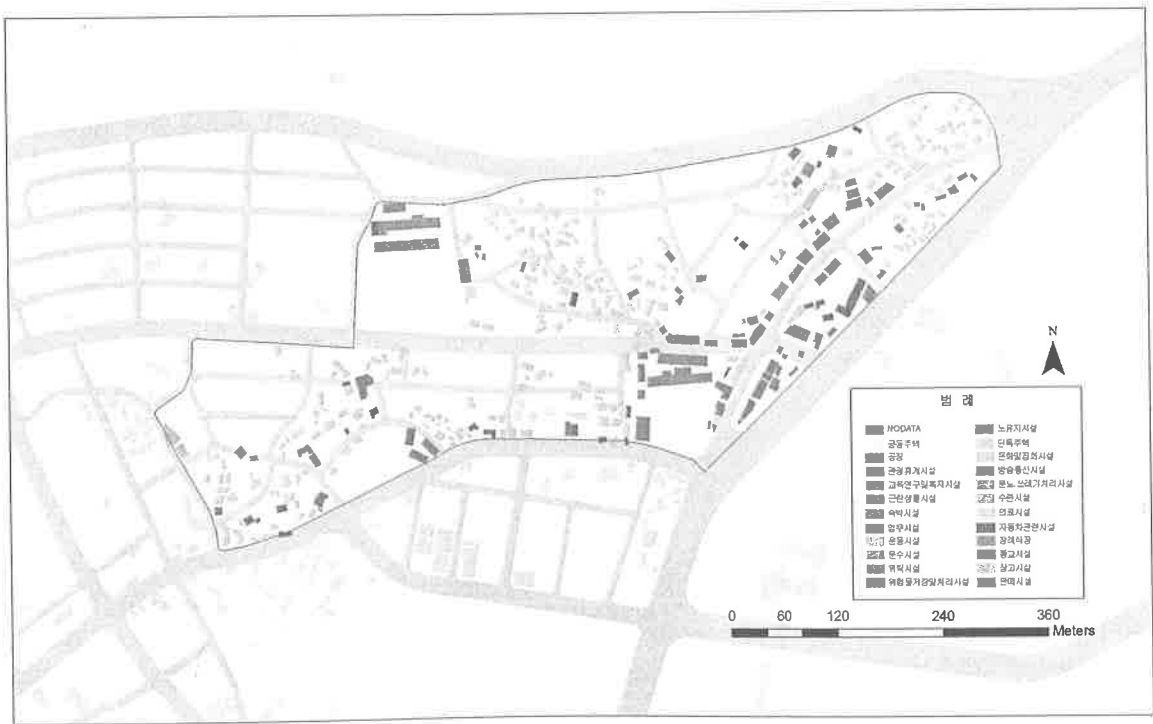 N
범 례
NODATA
노유자시설
공동주택
단독주택
공장
문화및집회시설
관광휴게시설
방송통신시설
교육연구및복지시설
분뇨.쓰레기처리시설
근린생활시설
수련시설
숙박시설
의료시설
업무시설
자동차관련시설
운동시설
장례식장
운수시설
종교시설
위락시설
창고시설
위험물저장및처리시설
판매시설
0 60 120 240 360
Meters